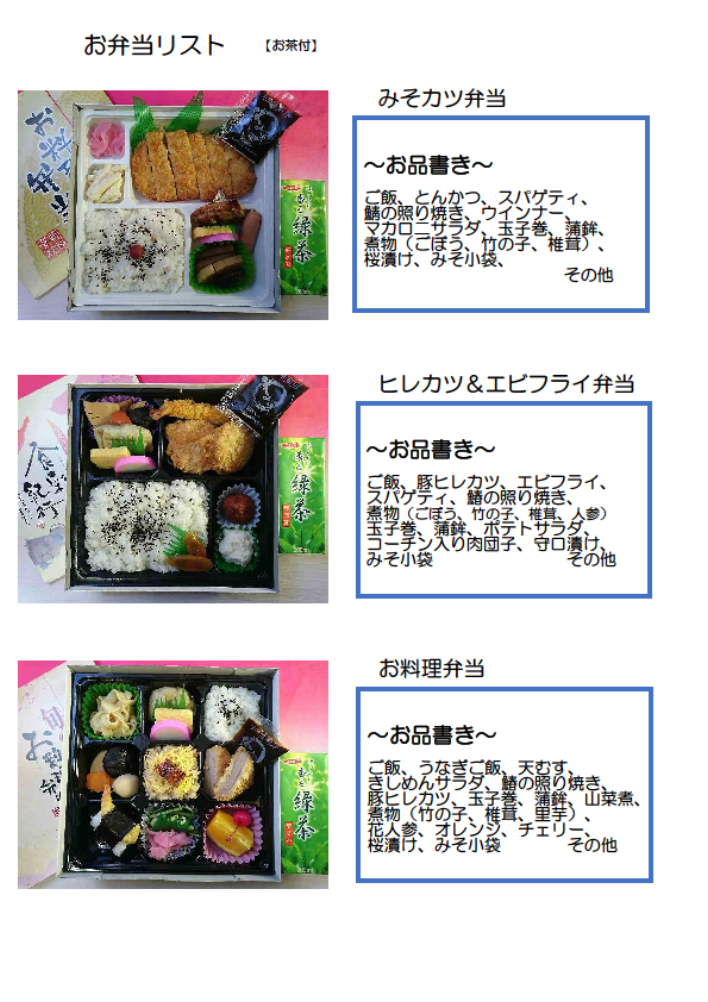 お弁当リスト 【お茶付】
みそカツ弁当
～お品書き～
ご飯、とんかつ、スパゲティ、
鯖の照り焼き、ウインナー、
マカロニサラダ、玉子巻、蒲鉾、
煮物（ごぼう、竹の子、椎茸）、
桜漬け、みそ小袋、
その他
緑茶
ヒレカツ＆エビフライ弁当
～お品書き～
ご飯、豚ヒレカツ、エビフライ、
スパゲティ、鰆の照り焼き、
煮物（ごぼう、竹の子、椎茸、人参）
玉子巻、蒲鉾、ポテトサラダ、
コーチン入り肉団子、守口漬け、
みそ小袋 その他
緑茶
お料理弁当
～お品書き～
ご飯、うなぎご飯、天むす、
きしめんサラダ、鰆の照り焼き、
豚ヒレカツ、玉子巻、蒲鉾、山菜煮、
煮物（竹の子、椎茸、里芋）、
花人参、オレンジ、チェリー、
桜漬け、みそ小袋 その他
緑茶